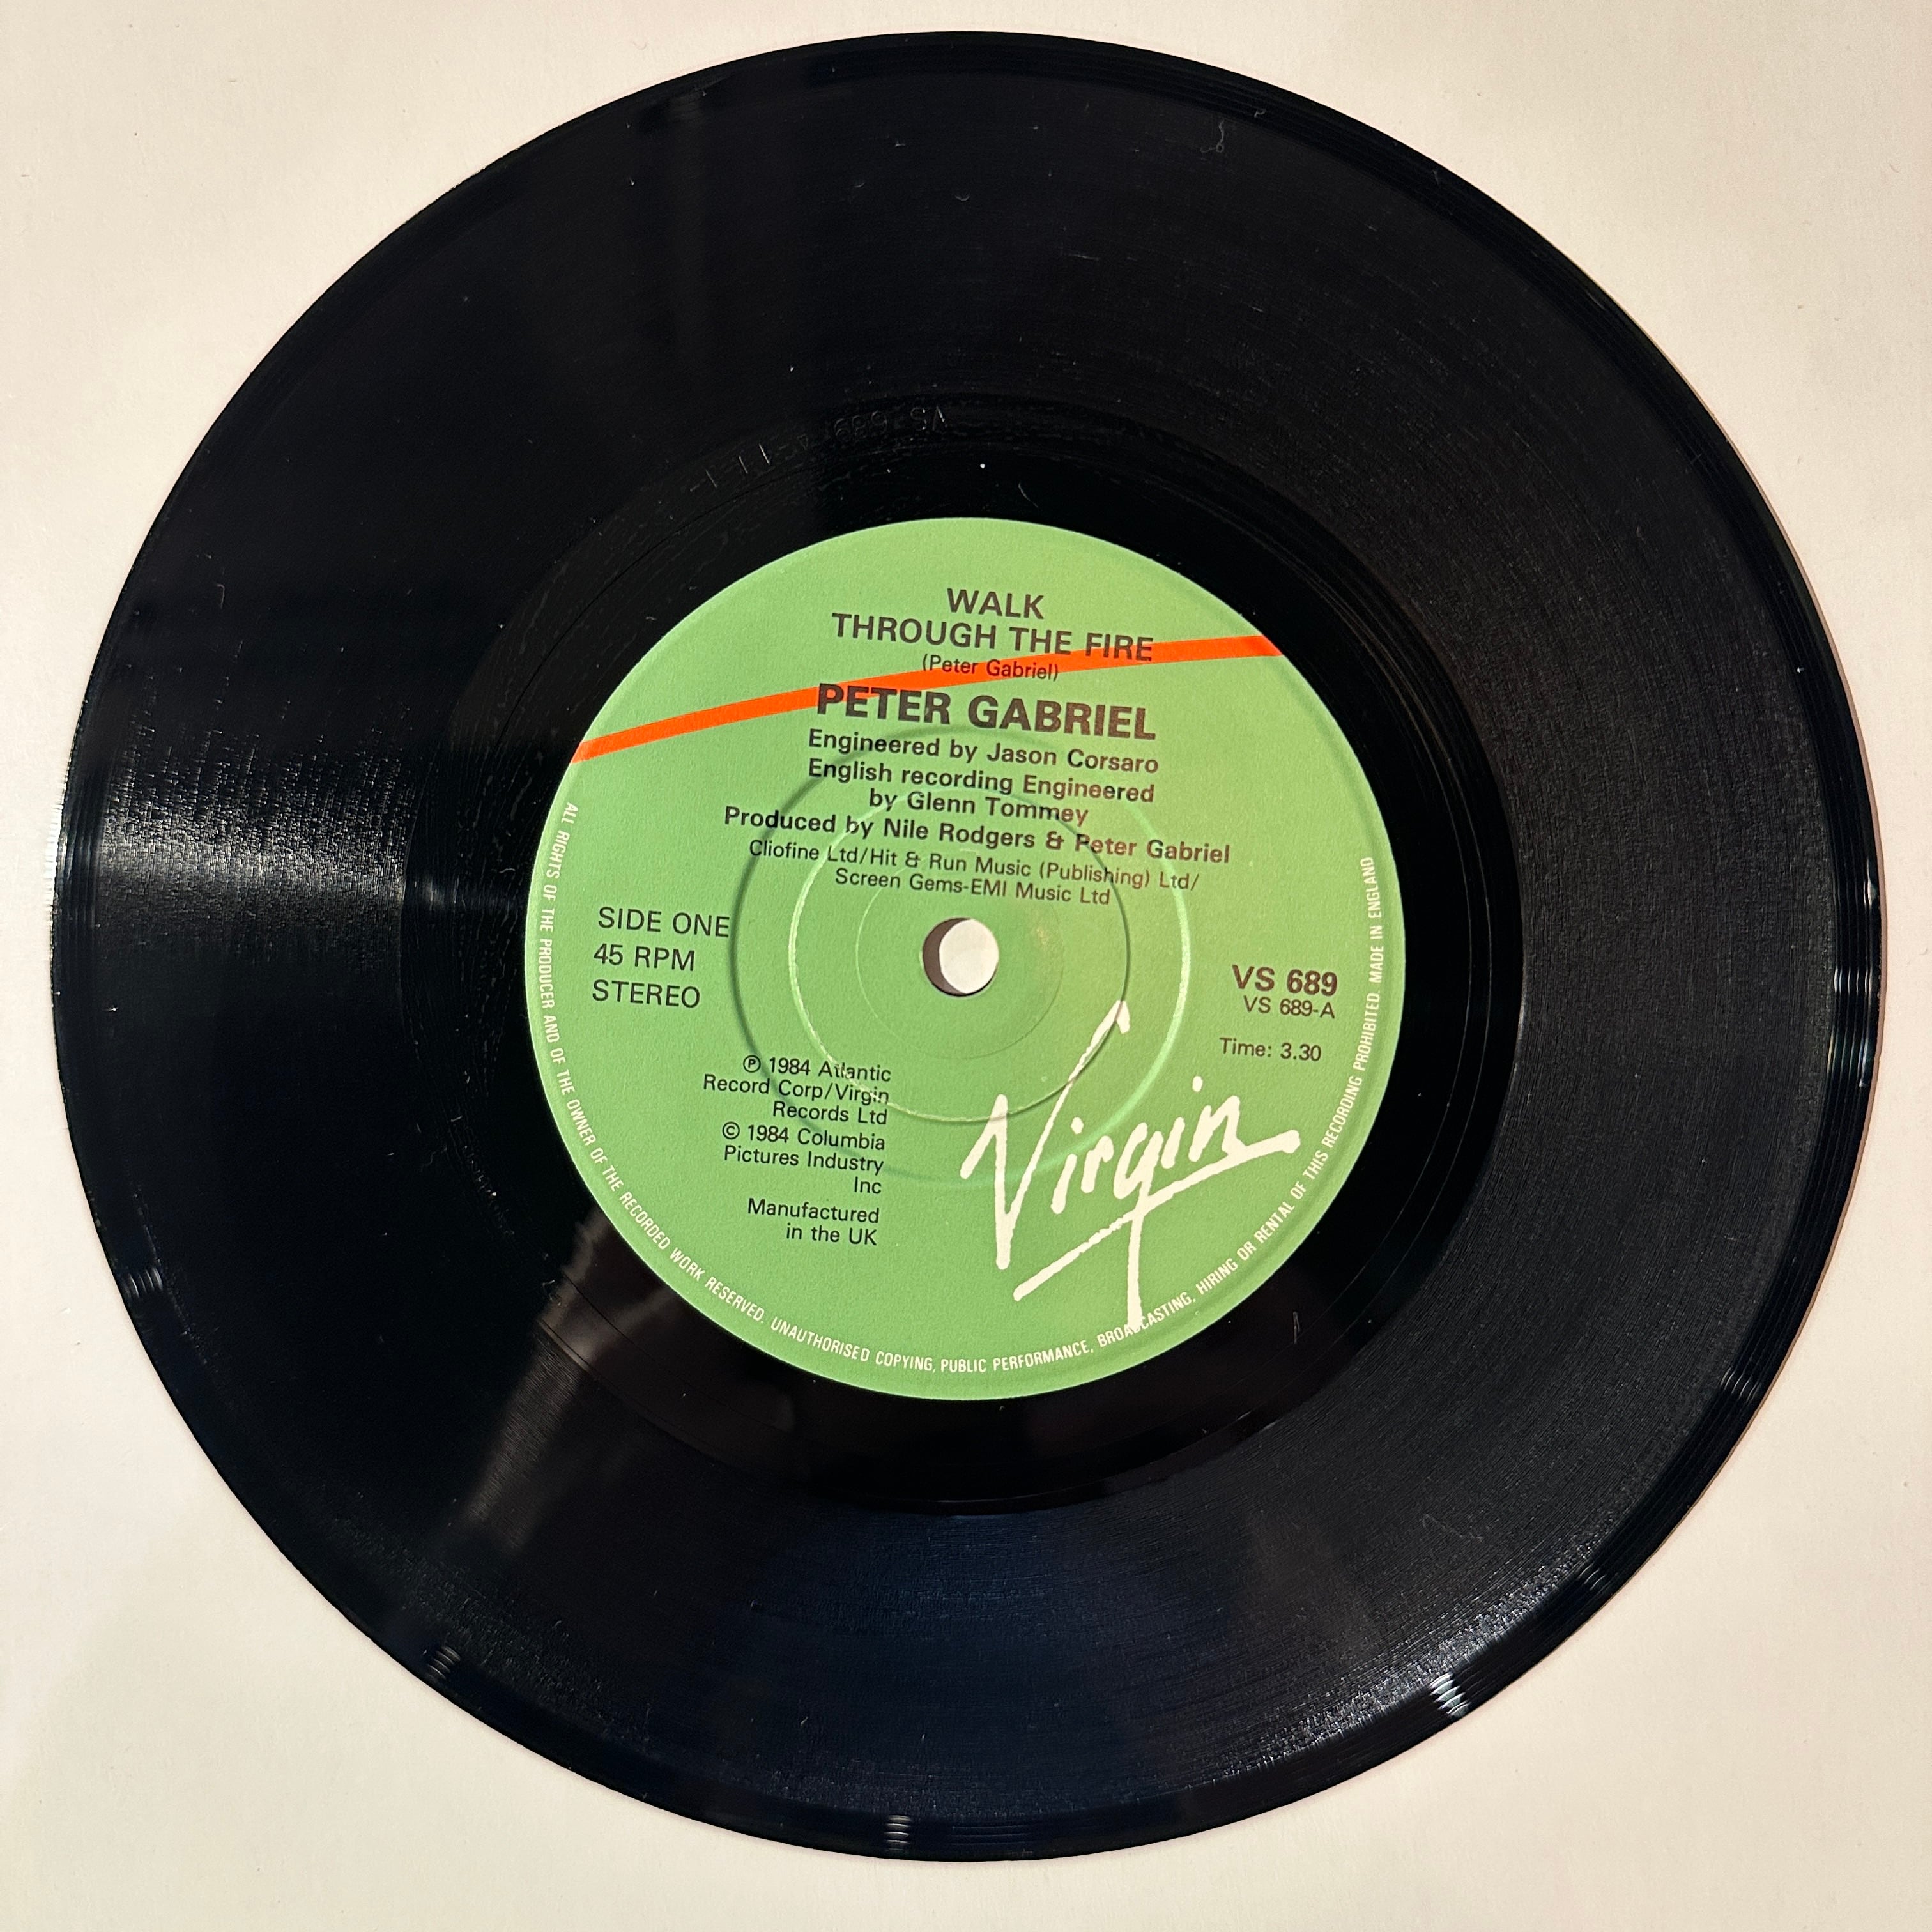 WALK
THROUGH THE FIRE
(Peter Gabriel)
PETER GABRIEL
Engineered by Jason Corsaro
English recording Engineered
by Glenn Tommey
Produced by Nile Rodgers & Peter Gabriel
Cliofine Ltd/Hit & Run Music (Publishing) Ltd/
Screen Gems-EMI Music Ltd
SIDE ONE
45 RPM
STEREO
VS 689
VS 689-A
Time: 3.30
℗ 1984 Atlantic
Record Corp/Virgin
Records Ltd
© 1984 Columbia
Pictures Industry
Inc
Manufactured
in the UK
Virgin
ALL RIGHTS OF THE PRODUCER AND OF THE OWNER OF THE RECORDED WORK RESERVED. UNAUTHORISED COPYING, PUBLIC PERFORMANCE, BROADCASTING, HIRING OR RENTAL OF THIS RECORDING PROHIBITED. MADE IN ENGLAND